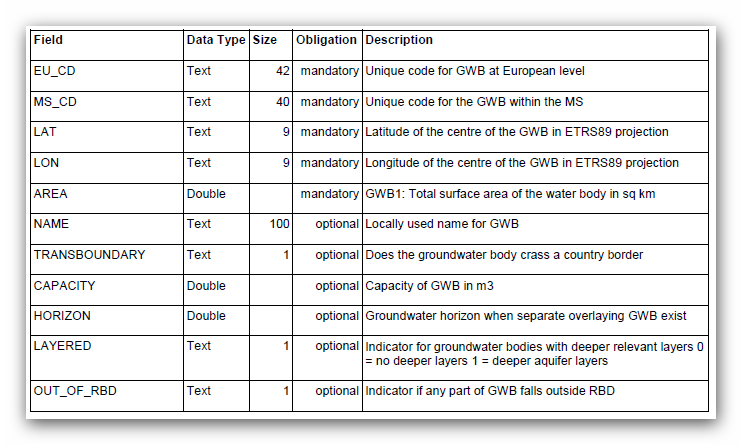 Field Data Type Size Obligation Description
EU_CD Text 42 mandatory Unique code for GWB at European level
MS_CD Text 40 mandatory Unique code for the GWB within the MS
LAT Text 9 mandatory Latitude of the centre of the GWB in ETRS89 projection
LON Text 9 mandatory Longitude of the centre of the GWB in ETRS89 projection
AREA Double mandatory GWB1: Total surface area of the water body in sq km
NAME Text 100 optional Locally used name for GWB
TRANSBOUNDARY Text 1 optional Does the groundwater body crass a country border
CAPACITY Double optional Capacity of GWB in m3
HORIZON Double optional Groundwater horizon when separate overlaying GWB exist
LAYERED Text 1 optional Indicator for groundwater bodies with deeper relevant layers 0
= no deeper layers 1 = deeper aquifer layers
OUT_OF_RBD Text 1 optional Indicator if any part of GWB falls outside RBD